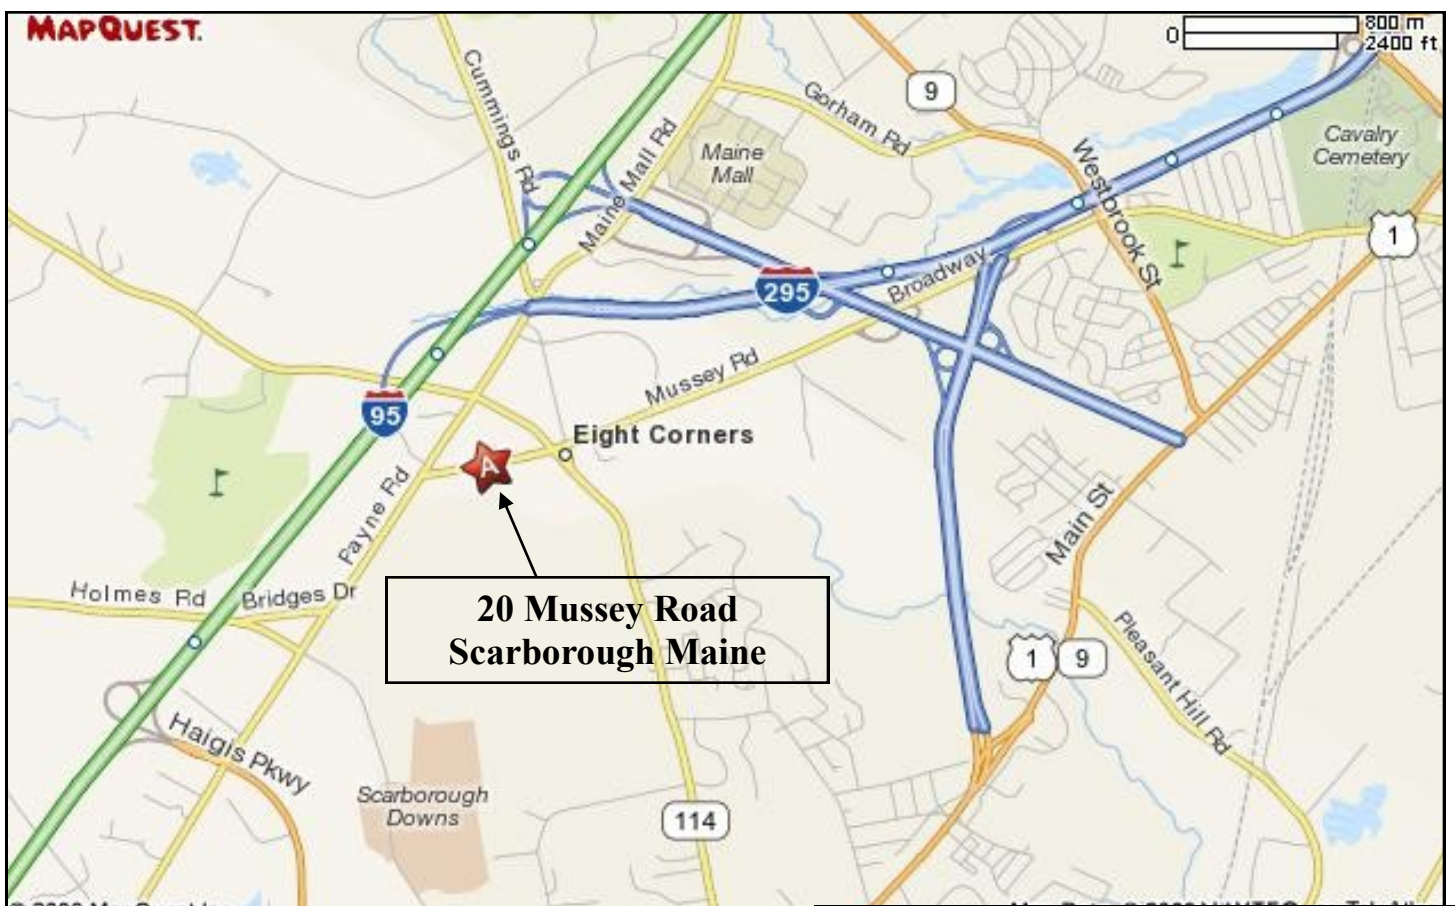 MAPQUEST.
0
800 m
2400 ft
Cummings Rd
Maine Mall Rd
Maine
Mall
Gorham Rd
9
Westbrook St
Cavalry
Cemetery
1
295
Broadway
Mussey Rd
95
Eight Corners
A
Payne Rd
Main St
Holmes Rd
Bridges Dr
20 Mussey Road
Scarborough Maine
Pleasant Hill Rd
1
9
Haigis Pkwy
Scarborough
Downs
114